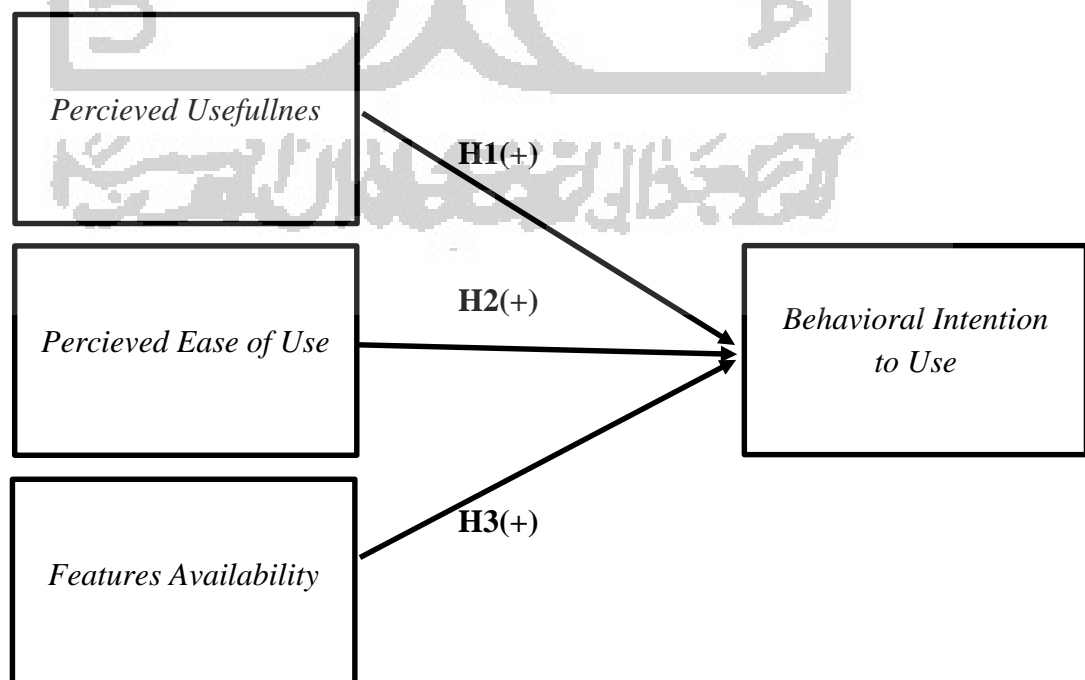 Percieved Usefullnes
H1(+)
H2(+)
Percieved Ease of Use
Behavioral Intention
to Use
H3(+)
Features Availability